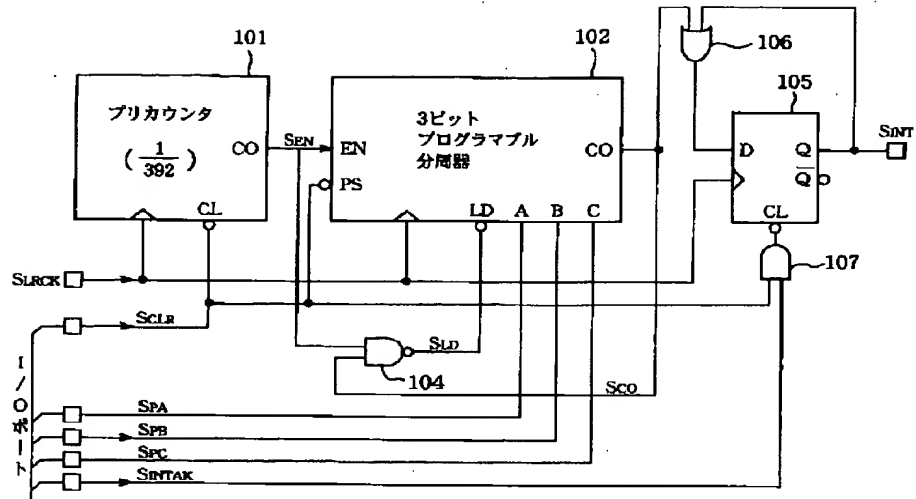 101
102
106
105
プリカウンタ
(1/392)
CO
CL
SEN
3ビット
プログラマブル
分周器
EN
PS
CO
LD
A
B
C
D
Q
Q̅
CL
SINT
107
SLRCK
SCLR
104
SLD
SCO
I/Oポート
SPA
SPB
SPC
SINTAK